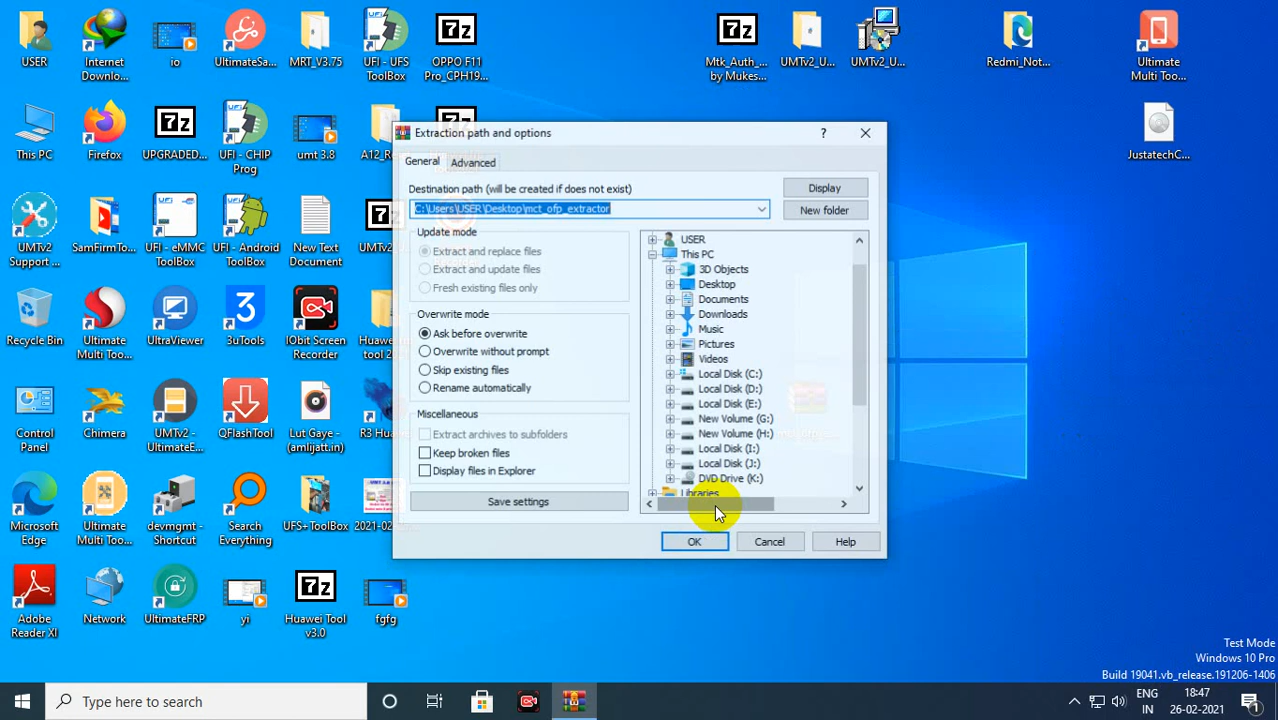 USER
Internet
Downlo...
io
UltimateSa...
MRT_V3.75
UFI - UFS
ToolBox
7z
OPPO F11
Pro_CPH19...
7z
Mtk_Auth_...
by Mukes...
UMTv2_U...
UMTv2_U...
Redmi_Not...
Ultimate
Multi Too...
This PC
Firefox
7z
UPGRADED...
UFI - CHIP
Prog
umt 3.8
JustatechC...
UMTv2
Support ...
SamFirmTo...
UFI - eMMC
ToolBox
UFI - Android
ToolBox
New Text
Document
Recycle Bin
Ultimate
Multi Too...
UltraViewer
3
3uTools
IObit Screen
Recorder
Control
Panel
Chimera
UMTv2 -
UltimateE...
QFlashTool
Lut Gaye -
(amlijatt.in)
Microsoft
Edge
Ultimate
Multi Too...
devmgmt -
Shortcut
Search
Everything
UFS+ToolBox
Adobe
Reader XI
Network
UltimateFRP
yi
7z
Huawei Tool
v3.0
fgfg
Extraction path and options
?
General
Advanced
Destination path (will be created if does not exist)
Display
C:\Users\USER\Desktop\mct_ofp_extractor
New folder
Update mode
Extract and replace files
Extract and update files
Fresh existing files only
Overwrite mode
Ask before overwrite
Overwrite without prompt
Skip existing files
Rename automatically
Miscellaneous
Extract archives to subfolders
Keep broken files
Display files in Explorer
Save settings
USER
This PC
3D Objects
Desktop
Documents
Downloads
Music
Pictures
Videos
Local Disk (C:)
Local Disk (D:)
Local Disk (E:)
New Volume (G:)
New Volume (H:)
Local Disk (I:)
Local Disk (J:)
DVD Drive (K:)
Libraries
OK
Cancel
Help
Test Mode
Windows 10 Pro
Build 19041.vb_release.191206-1406
Type here to search
ENG
IN
18:47
26-02-2021
1